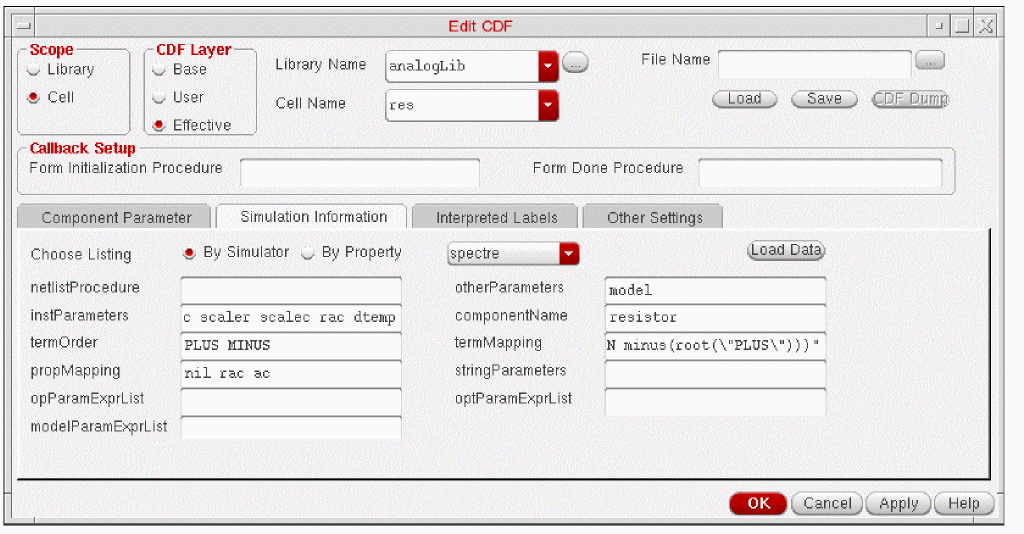 Edit CDF
Scope
CDF Layer
Library
Cell
Base
User
Effective
Library Name analogLib ...
Cell Name res
File Name ...
Load Save CDF Dump
Callback Setup
Form Initialization Procedure Form Done Procedure
Component Parameter Simulation Information Interpreted Labels Other Settings
Choose Listing By Simulator By Property spectre Load Data
netlistProcedure otherParameters model
instParameters c scaler scalec rac dtemp componentName resistor
termOrder PLUS MINUS termMapping N minus(root(\"PLUS\")))"
propMapping nil rac ac stringParameters
opParamExprList optParamExprList
modelParamExprList
OK Cancel Apply Help